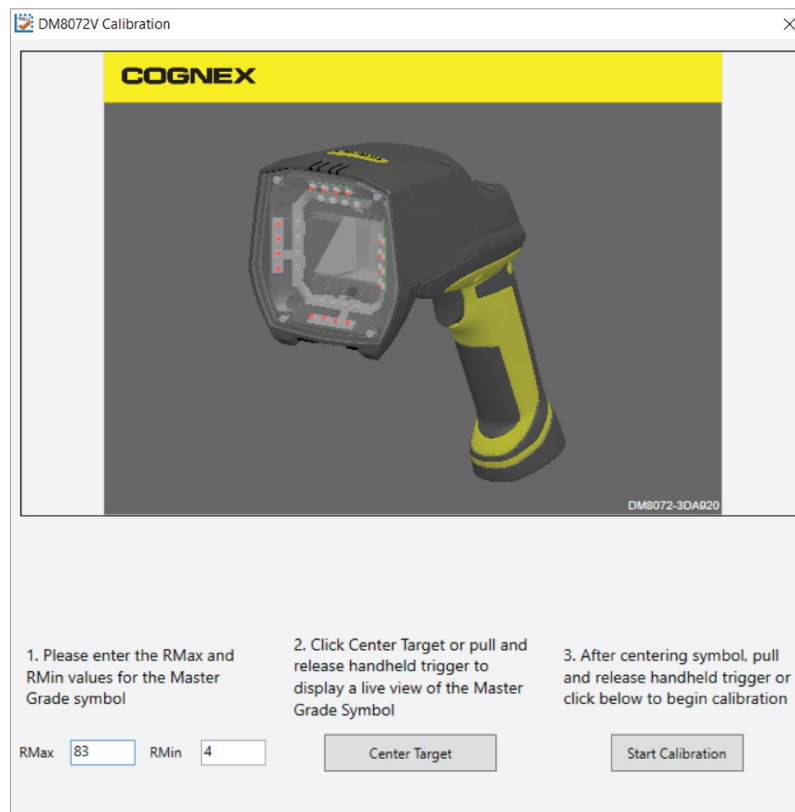 DM8072V Calibration
COGNEX
DM8072-3DA920
1. Please enter the RMax and
RMin values for the Master
Grade symbol
RMax 83 RMin 4
2. Click Center Target or pull and
release handheld trigger to
display a live view of the Master
Grade Symbol
Center Target
3. After centering symbol, pull
and release handheld trigger or
click below to begin calibration
Start Calibration